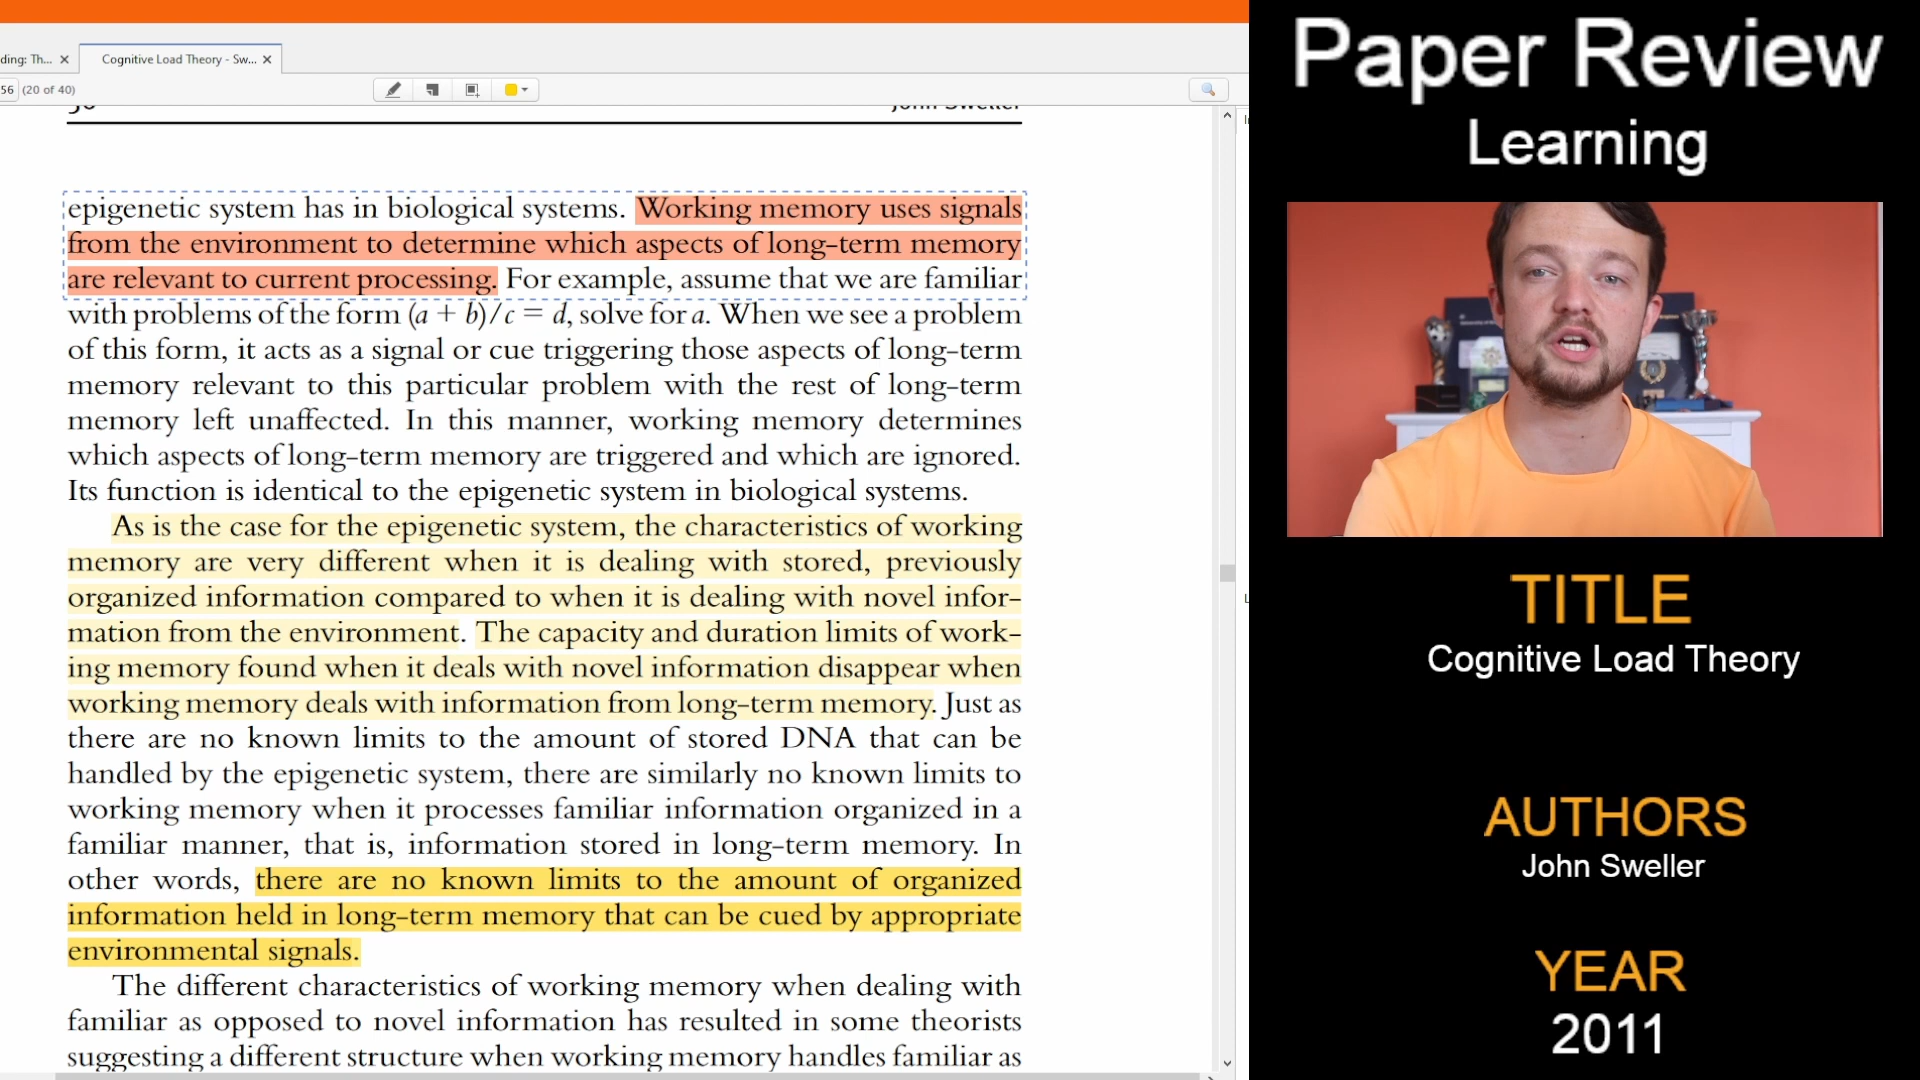 ding: Th...
Cognitive Load Theory - Sw...
56 (20 of 40)
John Sweller
epigenetic system has in biological systems. Working memory uses signals
from the environment to determine which aspects of long-term memory
are relevant to current processing. For example, assume that we are familiar
with problems of the form (a + b)/c = d, solve for a. When we see a problem
of this form, it acts as a signal or cue triggering those aspects of long-term
memory relevant to this particular problem with the rest of long-term
memory left unaffected. In this manner, working memory determines
which aspects of long-term memory are triggered and which are ignored.
Its function is identical to the epigenetic system in biological systems.
As is the case for the epigenetic system, the characteristics of working
memory are very different when it is dealing with stored, previously
organized information compared to when it is dealing with novel infor-
mation from the environment. The capacity and duration limits of work-
ing memory found when it deals with novel information disappear when
working memory deals with information from long-term memory. Just as
there are no known limits to the amount of stored DNA that can be
handled by the epigenetic system, there are similarly no known limits to
working memory when it processes familiar information organized in a
familiar manner, that is, information stored in long-term memory. In
other words, there are no known limits to the amount of organized
information held in long-term memory that can be cued by appropriate
environmental signals.
The different characteristics of working memory when dealing with
familiar as opposed to novel information has resulted in some theorists
suggesting a different structure when working memory handles familiar as
Paper Review
Learning
TITLE
Cognitive Load Theory
AUTHORS
John Sweller
YEAR
2011